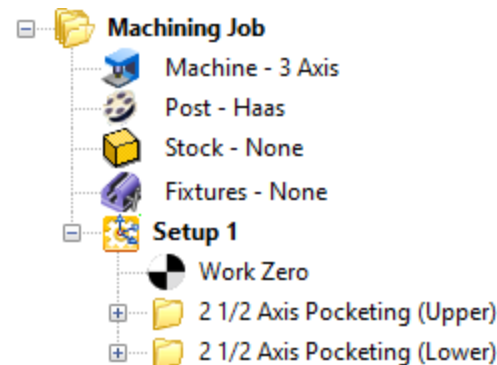 Machining Job
Machine - 3 Axis
Post - Haas
Stock - None
Fixtures - None
Setup 1
Work Zero
2 1/2 Axis Pocketing (Upper)
2 1/2 Axis Pocketing (Lower)